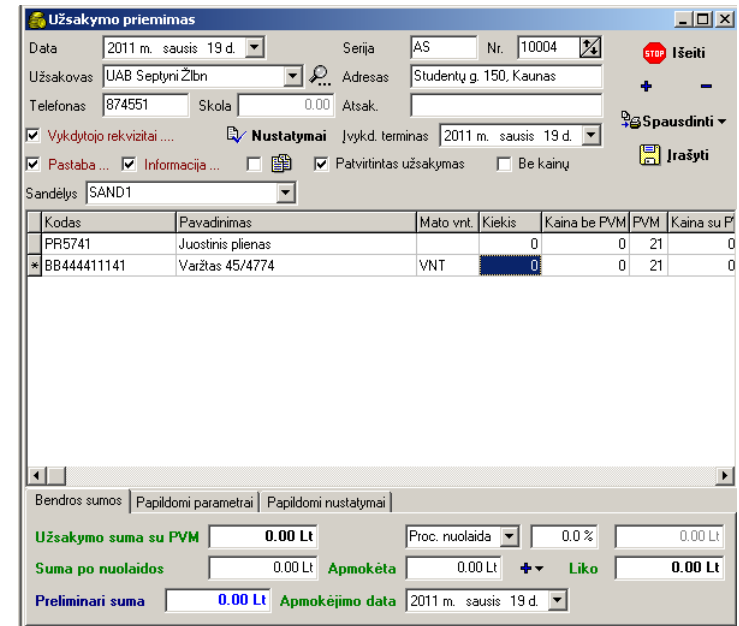 Užsakymo priemimas
Data 2011 m. sausis 19 d. Serija AS Nr. 10004 STOP Išeiti
Užsakovas UAB Septyni Žlbn Adresas Studentų g. 150, Kaunas
Telefonas 874551 Skola 0.00 Atsak.
Spausdinti
Vykdytojo rekvizitai .... Nustatymai Įvykd. terminas 2011 m. sausis 19 d.
Pastaba ... Informacija ... Patvirtintas užsakymas Be kainų Įrašyti
Sandėlys SAND1
Kodas Pavadinimas Mato vnt. Kiekis Kaina be PVM PVM Kaina su P
PR5741 Juostinis plienas 0 0 21 0
* BB444411141 Varžtas 45/4774 VNT 0 0 21 0
Bendros sumos Papildomi parametrai Papildomi nustatymai
Užsakymo suma su PVM 0.00 Lt Proc. nuolaida 0.0 % 0.00 Lt
Suma po nuolaidos 0.00 Lt Apmokėta 0.00 Lt Liko 0.00 Lt
Preliminari suma 0.00 Lt Apmokėjimo data 2011 m. sausis 19 d.